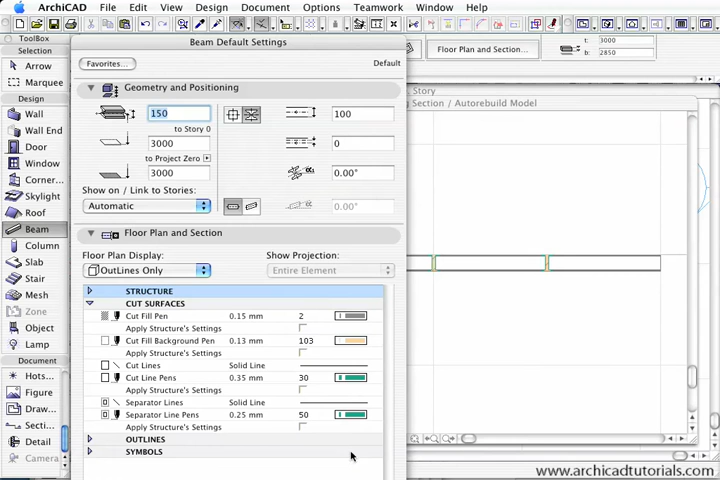 ArchiCAD File Edit View Design Document Options Teamwork Window Help
ToolBox
Selection
Arrow
Marquee
Design
Wall
Wall End
Door
Window
Corner...
Skylight
Roof
Beam
Column
Slab
Stair
Mesh
Zone
Object
Lamp
Document
Hots...
Figure
Draw...
Secti...
Detail
Camera
Beam Default Settings
Favorites... Default
Geometry and Positioning
150 100
to Story 0
3000 0
to Project Zero
3000 0.00°
Show on / Link to Stories:
Automatic 0.00°
Floor Plan and Section
Floor Plan Display: Show Projection:
OutLines Only Entire Element
STRUCTURE
CUT SURFACES
Cut Fill Pen 0.15 mm 2
Apply Structure's Settings
Cut Fill Background Pen 0.13 mm 103
Apply Structure's Settings
Cut Lines Solid Line
Cut Line Pens 0.35 mm 30
Apply Structure's Settings
Separator Lines Solid Line
Separator Line Pens 0.25 mm 50
Apply Structure's Settings
OUTLINES
SYMBOLS
Floor Plan and Section...
t: 3000
b: 2850
Story
g Section / Autorebuild Model
www.archicadtutorials.com